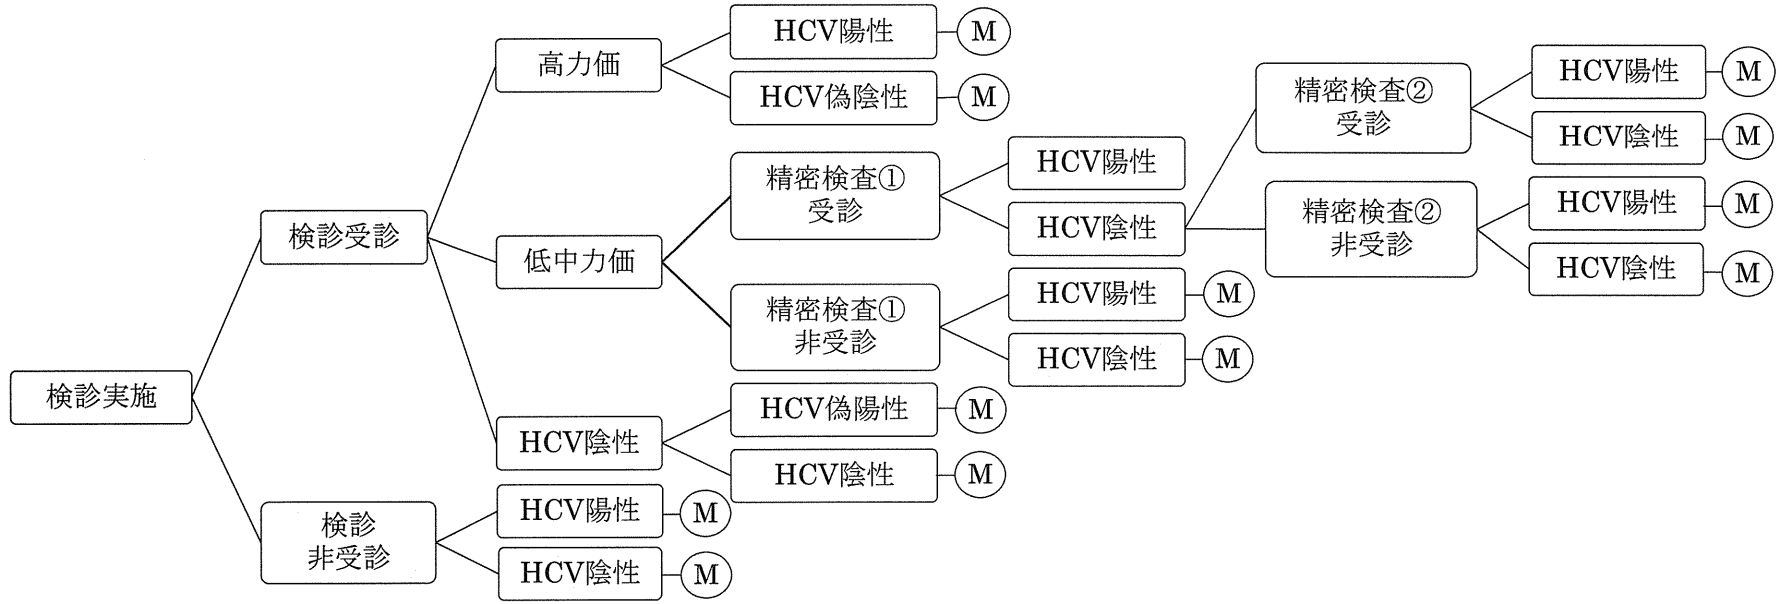 検診実施
検診受診
検診
非受診
高力価
低中力価
HCV陰性
HCV陽性
M
HCV陰性
M
HCV陽性
M
HCV偽陰性
M
精密検査①
受診
精密検査①
非受診
HCV偽陽性
M
HCV陰性
M
HCV陽性
HCV陰性
HCV陽性
M
HCV陰性
M
精密検査②
受診
精密検査②
非受診
HCV陽性
M
HCV陰性
M
HCV陽性
M
HCV陰性
M